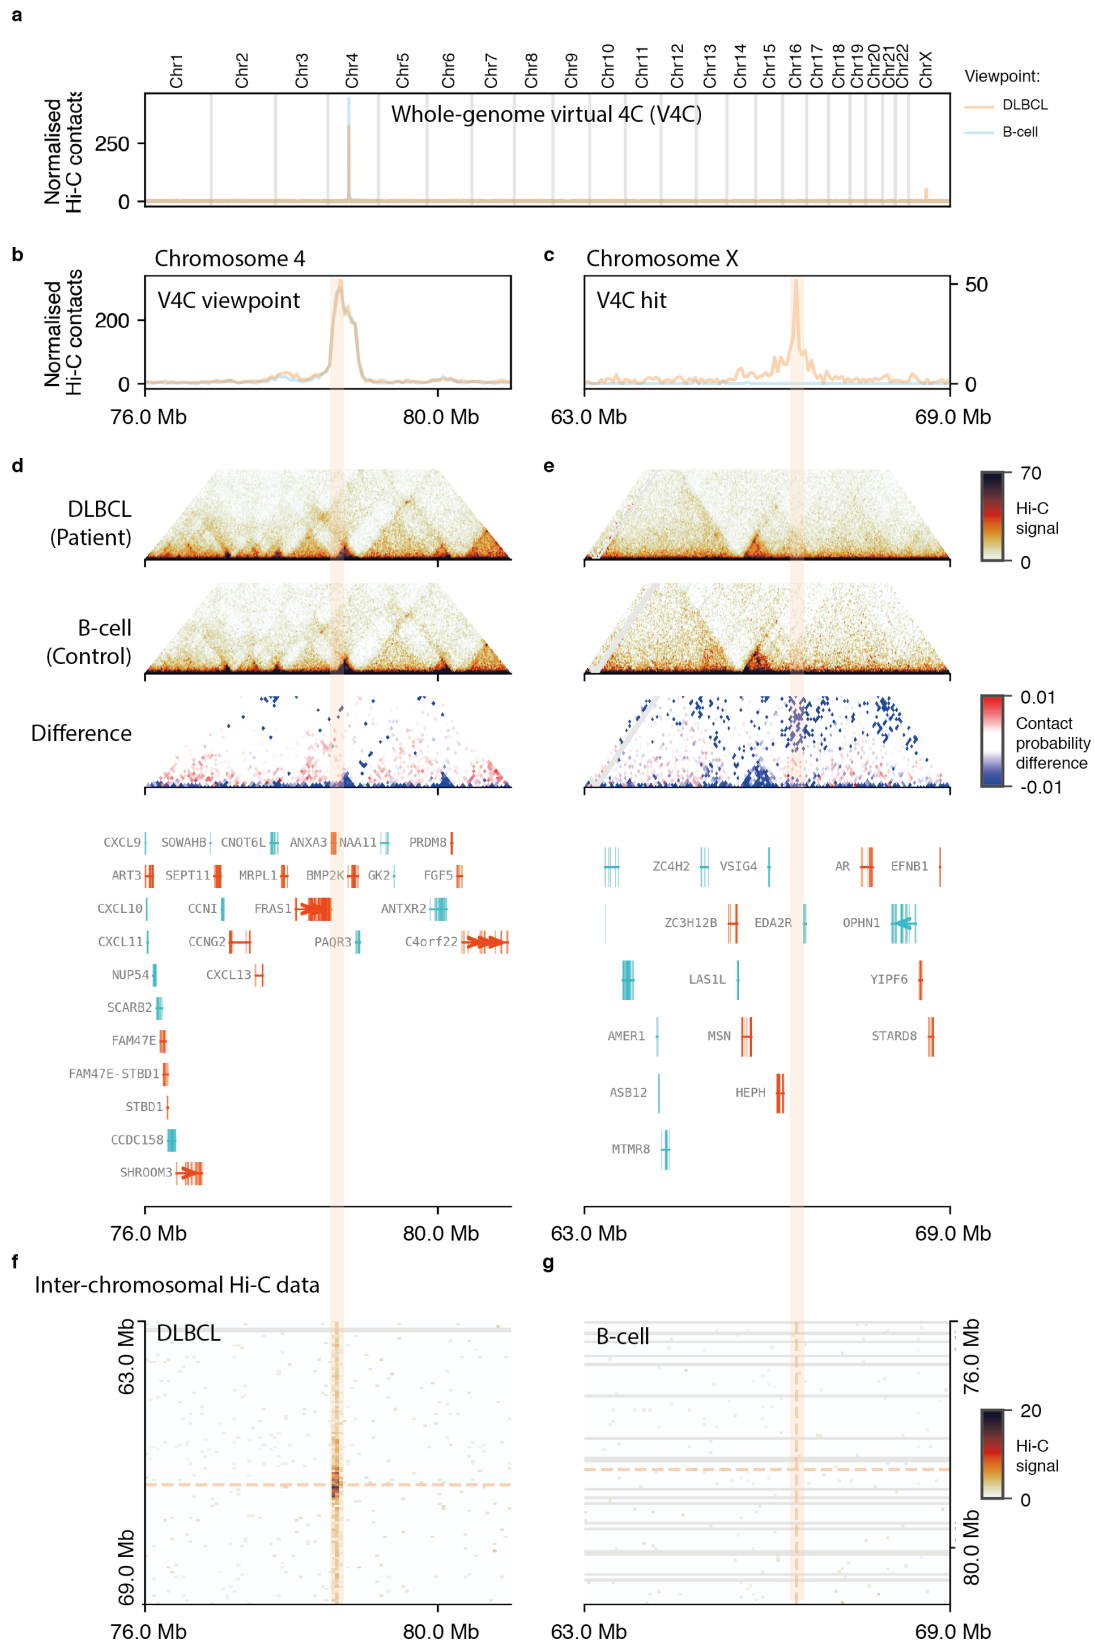 a
Chr1 Chr2 Chr3 Chr4 Chr5 Chr6 Chr7 Chr8 Chr9 Chr10 Chr11 Chr12 Chr13 Chr14 Chr15 Chr16 Chr17 Chr18 Chr19 Chr20 Chr21 Chr22 ChrX
Viewpoint:
DLBCL
B-cell
Normalised
Hi-C contacts
250
0
Whole-genome virtual 4C (V4C)
b
Chromosome 4
Normalised
Hi-C contacts
200
0
V4C viewpoint
76.0 Mb
80.0 Mb
c
Chromosome X
V4C hit
50
0
63.0 Mb
69.0 Mb
d
e
DLBCL
(Patient)
70
Hi-C
signal
0
B-cell
(Control)
Difference
0.01
Contact
probability
difference
-0.01
CXCL9 SOWAHB CNOT6L ANXA3 NAA11 PRDM8
ART3 SEPT11 MRPL1 BMP2K GK2 FGF5
CXCL10 CCNI FRAS1 ANTXR2
CXCL11 CCNG2 PAQR3 C4orf22
NUP54 CXCL13
SCARB2
FAM47E
FAM47E-STBD1
STBD1
CCDC158
SHROOM3
76.0 Mb
80.0 Mb
ZC4H2 VSIG4 AR EFNB1
ZC3H12B EDA2R OPHN1
LAS1L YIPF6
AMER1 MSN STARD8
ASB12 HEPH
MTMR8
63.0 Mb
69.0 Mb
f
Inter-chromosomal Hi-C data
DLBCL
63.0 Mb
69.0 Mb
76.0 Mb
80.0 Mb
g
B-cell
76.0 Mb
80.0 Mb
63.0 Mb
69.0 Mb
20
Hi-C
signal
0